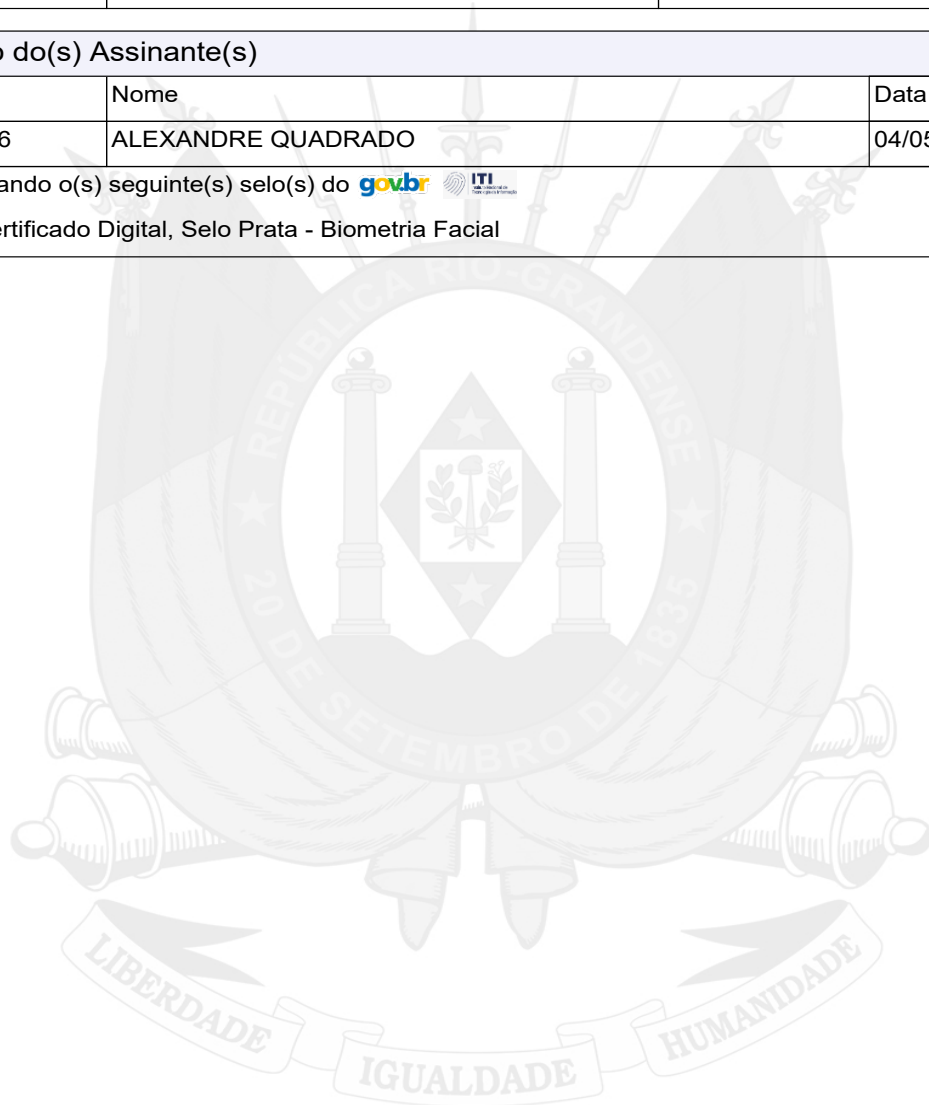 o do(s) Assinante(s)
Nome
Data
6
ALEXANDRE QUADRADO
04/05
ando o(s) seguinte(s) selo(s) do gov.br ITI
ertificado Digital, Selo Prata - Biometria Facial
REPÚBLICA RIO-GRANDENSE
20 DE SETEMBRO DE 1835
LIBERDADE IGUALDADE HUMANIDADE